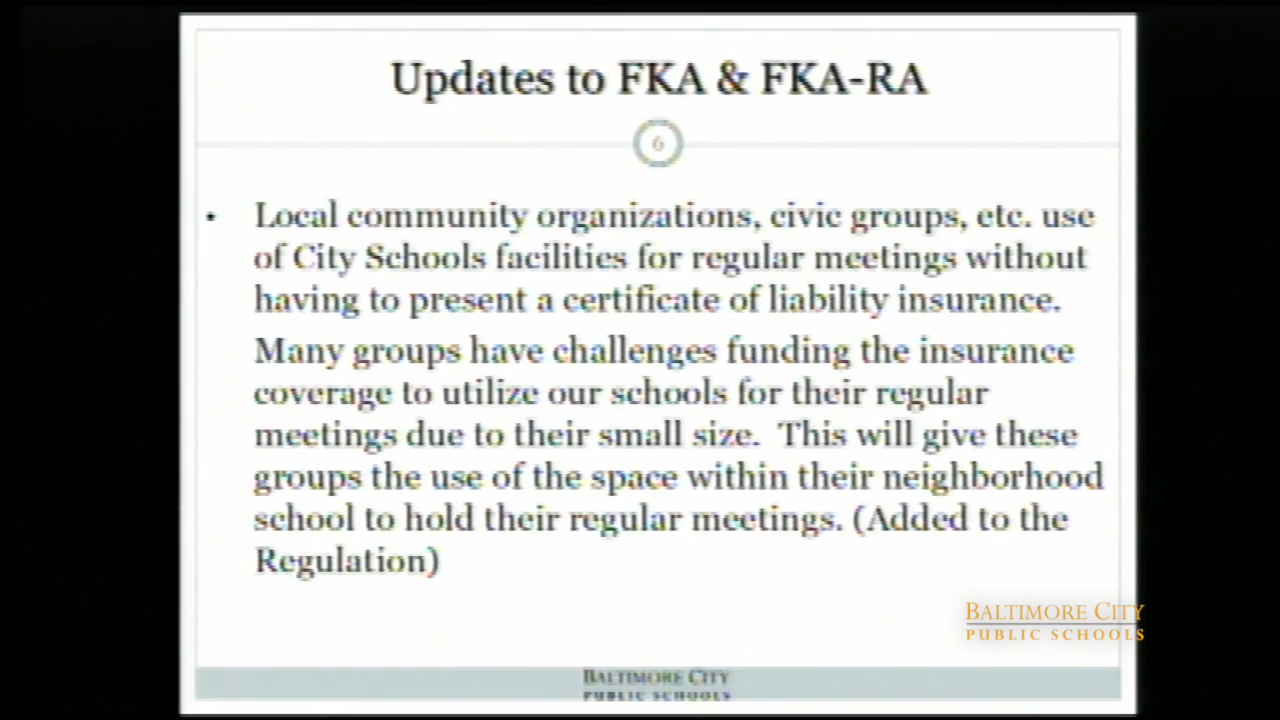 Updates to FKA & FKA-RA
6
• Local community organizations, civic groups, etc. use
of City Schools facilities for regular meetings without
having to present a certificate of liability insurance.
Many groups have challenges funding the insurance
coverage to utilize our schools for their regular
meetings due to their small size. This will give these
groups the use of the space within their neighborhood
school to hold their regular meetings. (Added to the
Regulation)
BALTIMORE CITY
PUBLIC SCHOOLS
BALTIMORE CITY
PUBLIC SCHOOLS